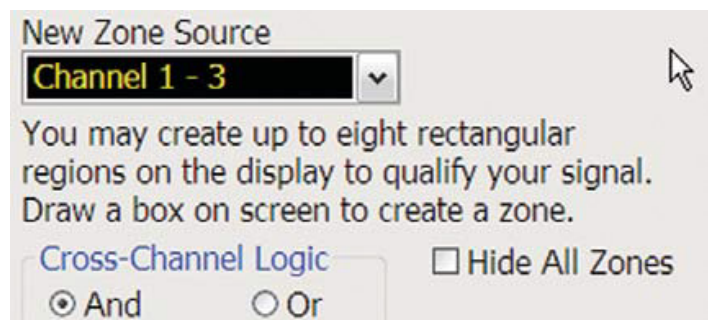 New Zone Source
Channel 1 - 3
You may create up to eight rectangular
regions on the display to qualify your signal.
Draw a box on screen to create a zone.
Cross-Channel Logic
Hide All Zones
And Or